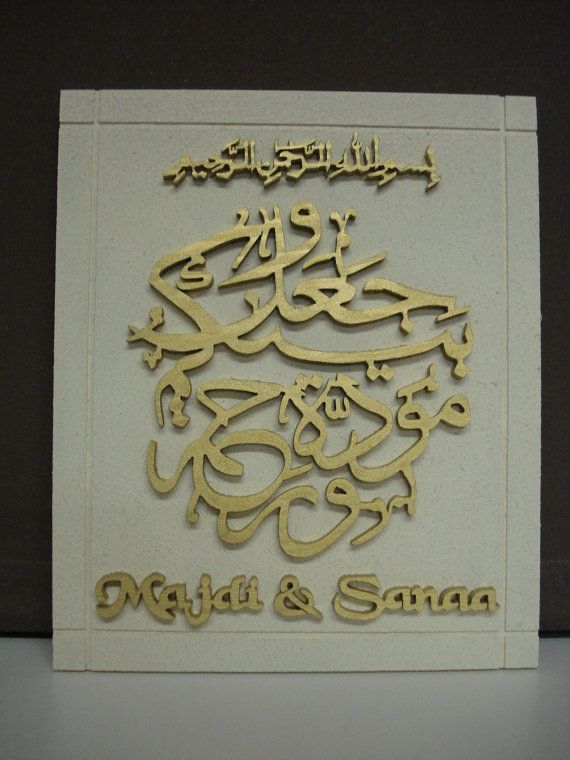 بسم الله الرحمن الرحيم
وجعل بينكم
مودة ورحمة
Majdi & Sanaa